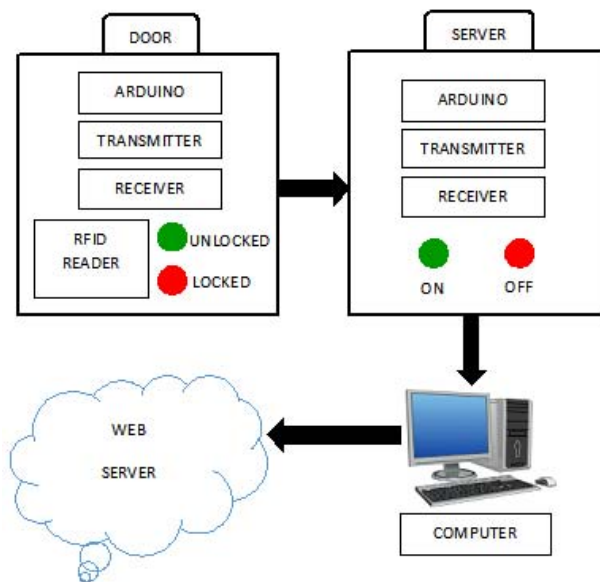 DOOR
ARDUINO
TRANSMITTER
RECEIVER
RFID
READER
UNLOCKED
LOCKED
SERVER
ARDUINO
TRANSMITTER
RECEIVER
ON
OFF
WEB
SERVER
COMPUTER